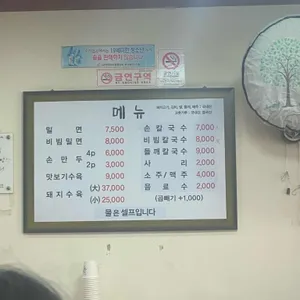 금연구역
메뉴
밀 면 7,500
비빔밀면 8,000
손만두 4p 6,000
2p 3,000
맛보기수육 9,000
돼지수육 (大) 37,000
(小) 25,000
손칼국수 7,000
비빔칼국수 8,000
들깨칼국수 9,000
사 리 2,000
소주/맥주 4,000
음료수 2,000
(곱빼기 +1,000)
물은 셀프입니다